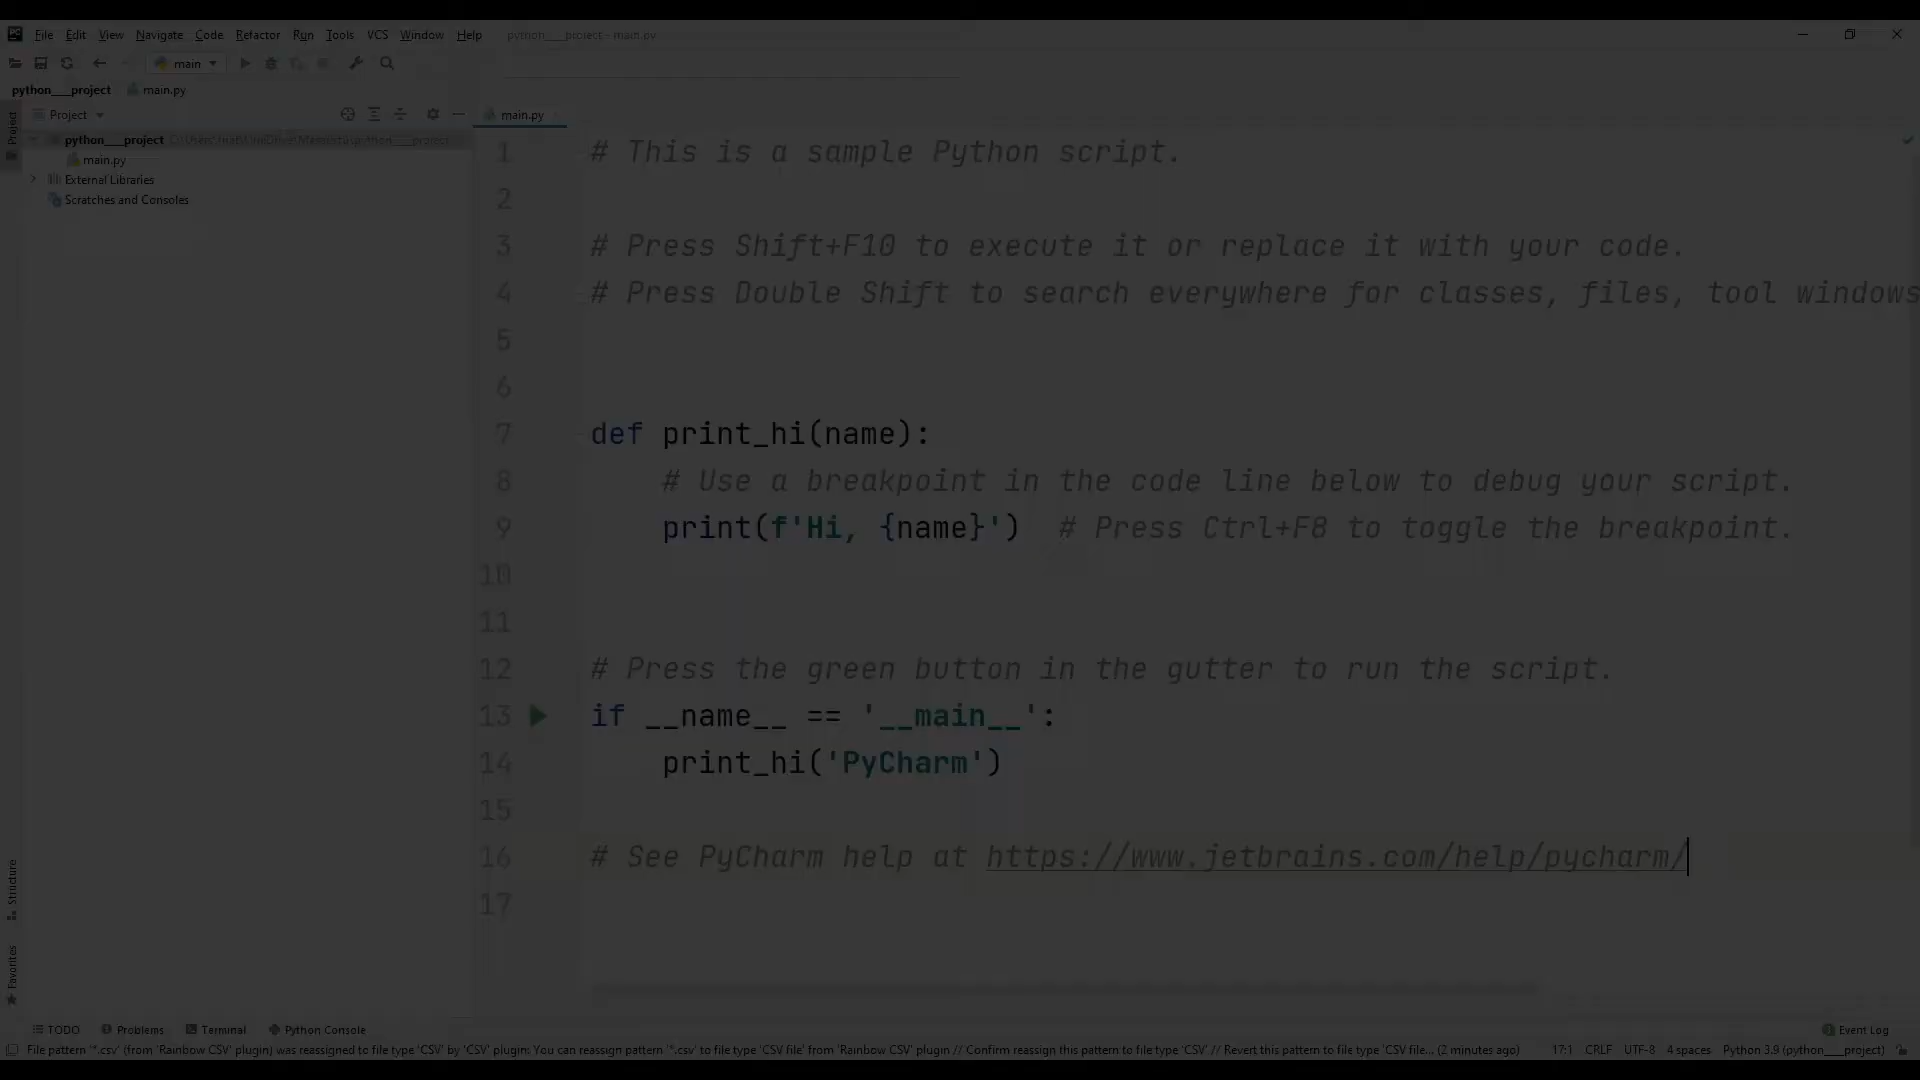 File Edit View Navigate Code Refactor Run Tools VCS Window Help python___project - main.py
main
python___project main.py
Project
Project
main.py
python___project
main.py
External Libraries
Scratches and Consoles
1 # This is a sample Python script.
2
3 # Press Shift+F10 to execute it or replace it with your code.
4 # Press Double Shift to search everywhere for classes, files, tool windows
5
6
7 def print_hi(name):
8 # Use a breakpoint in the code line below to debug your script.
9 print(f'Hi, {name}') # Press Ctrl+F8 to toggle the breakpoint.
10
11
12 # Press the green button in the gutter to run the script.
13 if __name__ == '__main__':
14 print_hi('PyCharm')
15
16 # See PyCharm help at https://www.jetbrains.com/help/pycharm/
17
Structure
Favorites
TODO Problems Terminal Python Console Event Log
File pattern '*.csv' (from 'Rainbow CSV' plugin) was reassigned to file type 'CSV' by 'CSV' plugin: You can reassign pattern '*.csv' to file type 'CSV file' from 'Rainbow CSV' plugin // Confirm reassign this pattern to file type 'CSV' // Revert this pattern to file type 'CSV file... (2 minutes ago) 17:1 CRLF UTF-8 4 spaces Python 3.9 (python___project)